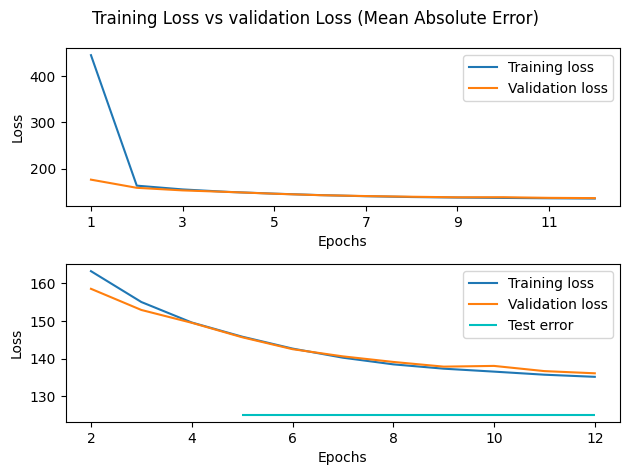 Training Loss vs validation Loss (Mean Absolute Error)
400
300
200
Loss
Training loss
Validation loss
1 3 5 7 9 11
Epochs
160
150
140
130
Loss
Training loss
Validation loss
Test error
2 4 6 8 10 12
Epochs